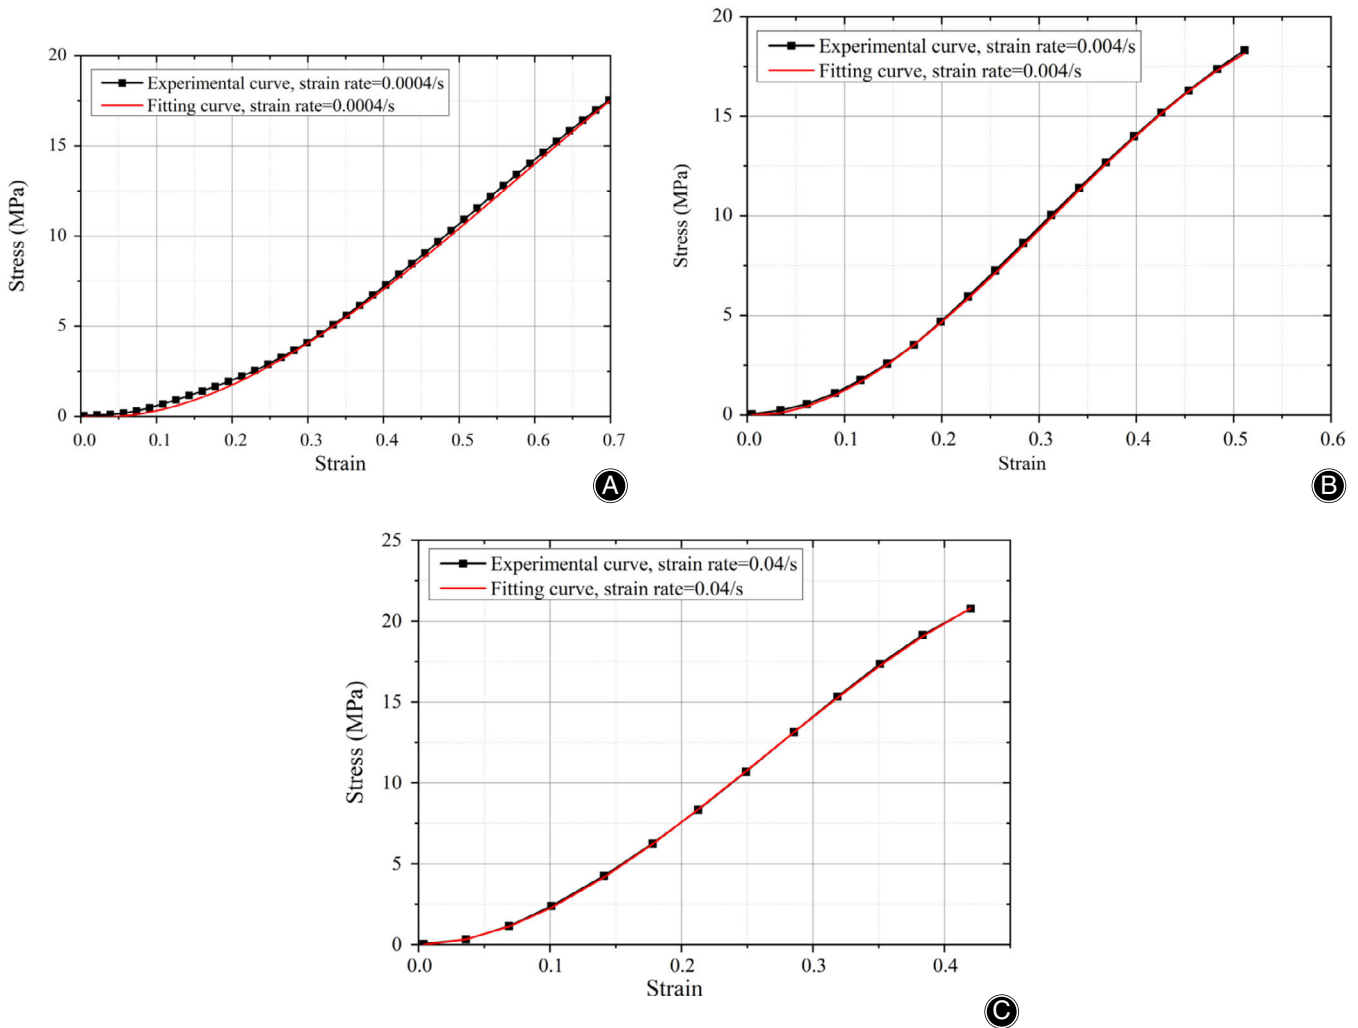 20
15
10
5
0
Stress (MPa)
Experimental curve, strain rate=0.0004/s
Fitting curve, strain rate=0.0004/s
0.0 0.1 0.2 0.3 0.4 0.5 0.6 0.7
Strain
A
20
15
10
5
0
Stress (MPa)
Experimental curve, strain rate=0.004/s
Fitting curve, strain rate=0.004/s
0.0 0.1 0.2 0.3 0.4 0.5 0.6
Strain
B
25
20
15
10
5
0
Stress (MPa)
Experimental curve, strain rate=0.04/s
Fitting curve, strain rate=0.04/s
0.0 0.1 0.2 0.3 0.4
Strain
C